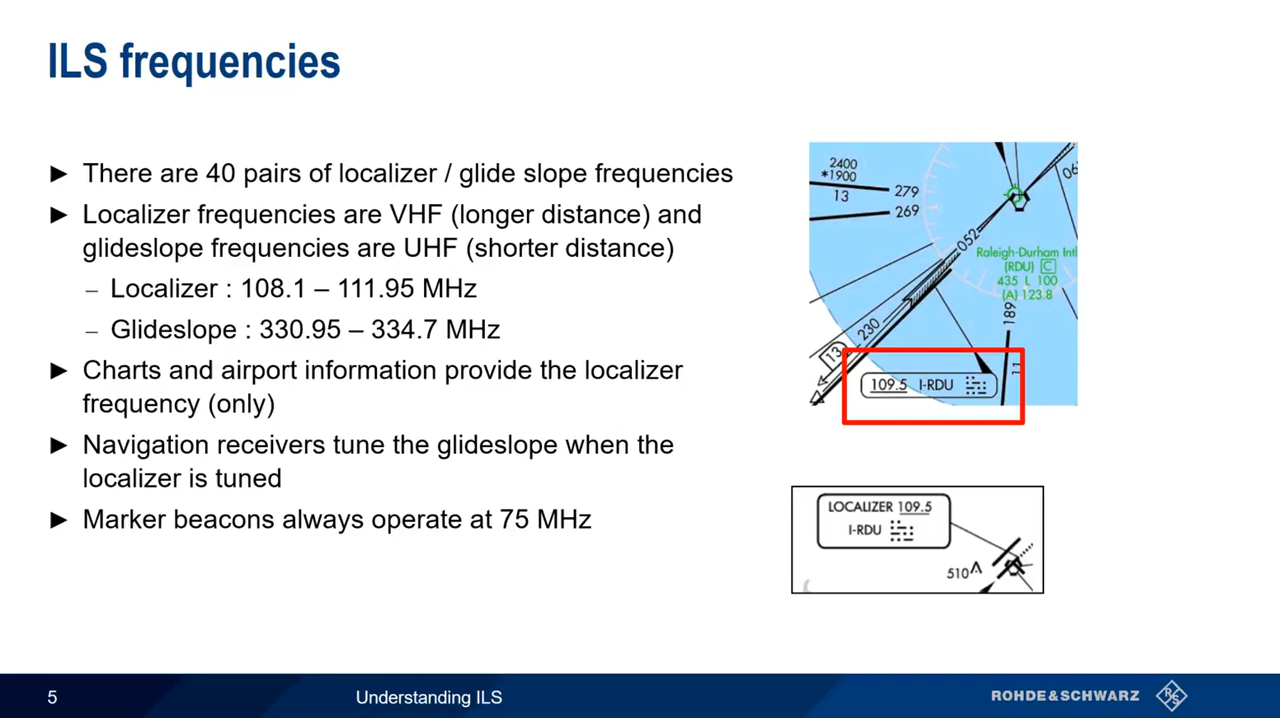 ILS frequencies
► There are 40 pairs of localizer / glide slope frequencies
► Localizer frequencies are VHF (longer distance) and
glideslope frequencies are UHF (shorter distance)
– Localizer : 108.1 – 111.95 MHz
– Glideslope : 330.95 – 334.7 MHz
► Charts and airport information provide the localizer
frequency (only)
► Navigation receivers tune the glideslope when the
localizer is tuned
► Marker beacons always operate at 75 MHz
2400
*1900
13
279
269
06
052
Raleigh-Durham Intl
(RDU) C
435 L 100
(A) 123.8
189
230
13
11
109.5 I-RDU
LOCALIZER 109.5
I-RDU
510
5
Understanding ILS
ROHDE & SCHWARZ
R S